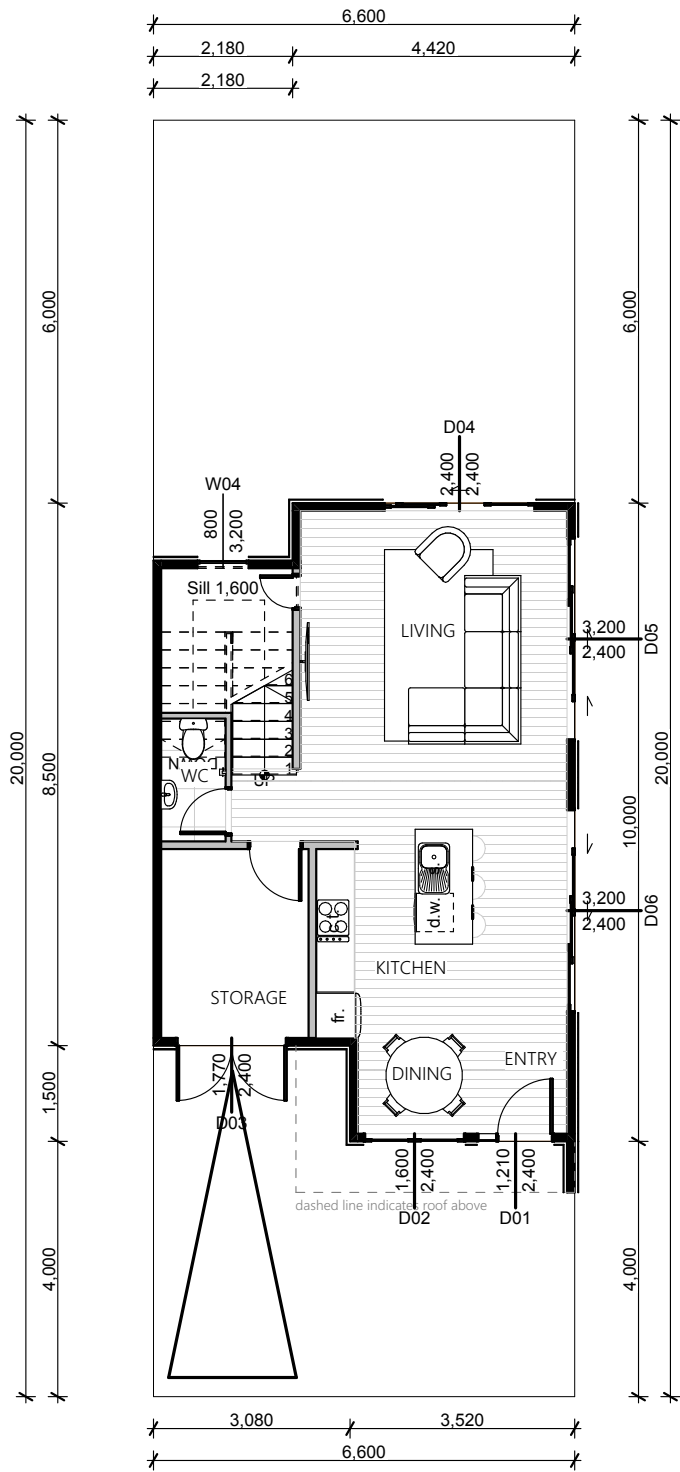 6,600
2,180
4,420
2,180
6,000
6,000
D04
2,400
2,400
W04
800
3,200
Sill 1,600
LIVING
3,200
2,400
D05
6
5
4
3
2
1
UP
DOWN
WC
20,000
8,500
20,000
10,000
3,200
2,400
D06
d.w.
KITCHEN
STORAGE
fr.
ENTRY
DINING
1,500
1,770
2,400
D03
1,600
2,400
1,210
2,400
dashed line indicates roof above
D02
D01
4,000
4,000
3,080
3,520
6,600